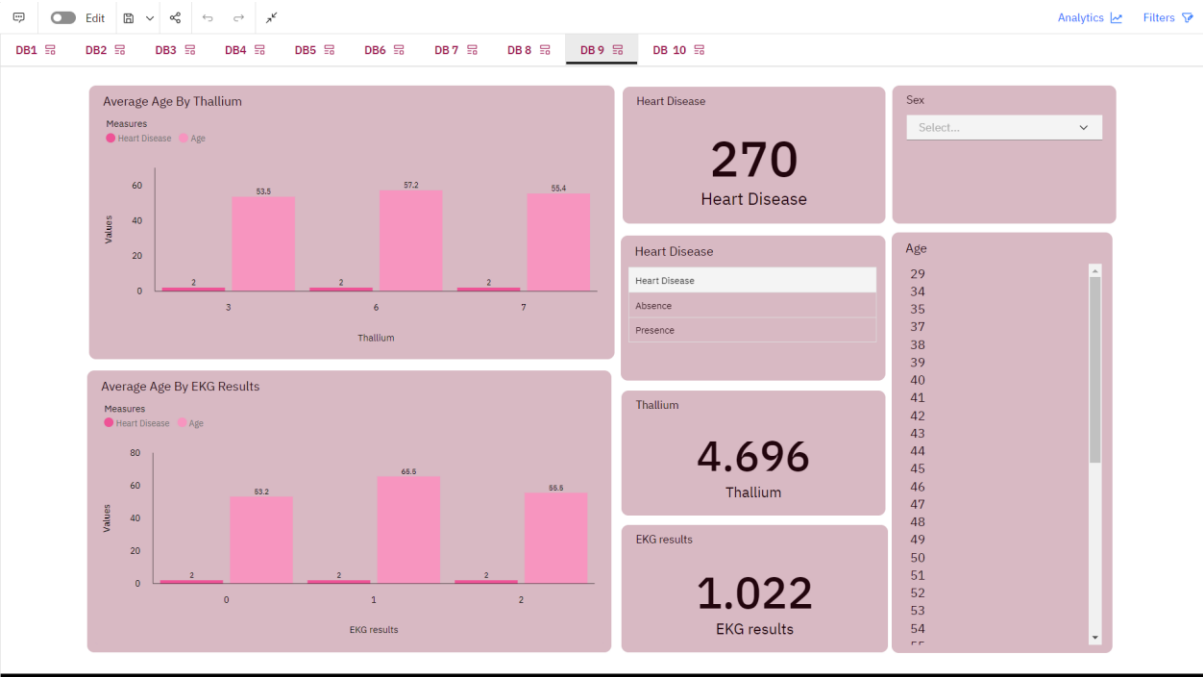 Edit
Analytics
Filters
DB1 DB2 DB3 DB4 DB5 DB6 DB 7 DB 8 DB 9 DB 10
Average Age By Thallium
Measures
Heart Disease Age
60
40
20
0
Values
2 53.5 2 57.2 2 55.4
3 6 7
Thallium
Average Age By EKG Results
Measures
Heart Disease Age
80
60
40
20
0
Values
2 53.2 2 65.5 2 55.5
0 1 2
EKG results
Heart Disease
270
Heart Disease
Heart Disease
Heart Disease
Absence
Presence
Thallium
4.696
Thallium
EKG results
1.022
EKG results
Sex
Select...
Age
29
34
35
37
38
39
40
41
42
43
44
45
46
47
48
49
50
51
52
53
54